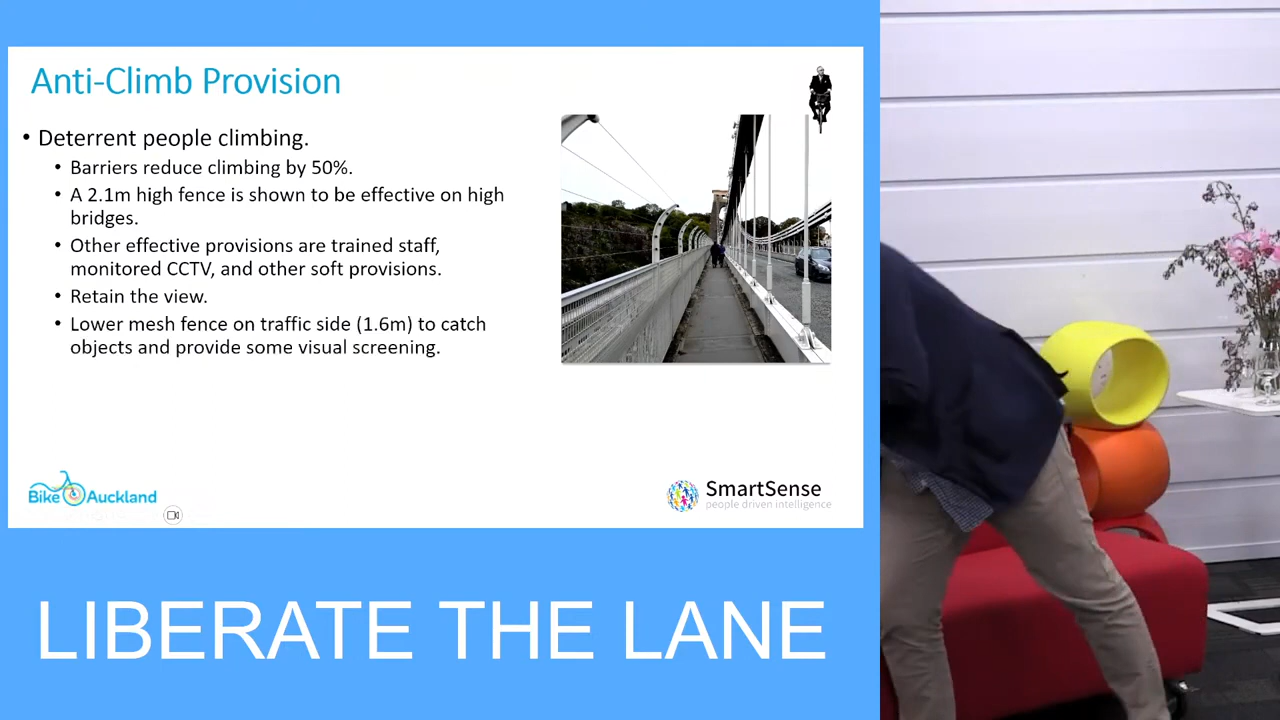 Anti-Climb Provision
• Deterrent people climbing.
• Barriers reduce climbing by 50%.
• A 2.1m high fence is shown to be effective on high
bridges.
• Other effective provisions are trained staff,
monitored CCTV, and other soft provisions.
• Retain the view.
• Lower mesh fence on traffic side (1.6m) to catch
objects and provide some visual screening.
Bike Auckland
SmartSense
people driven intelligence
LIBERATE THE LANE